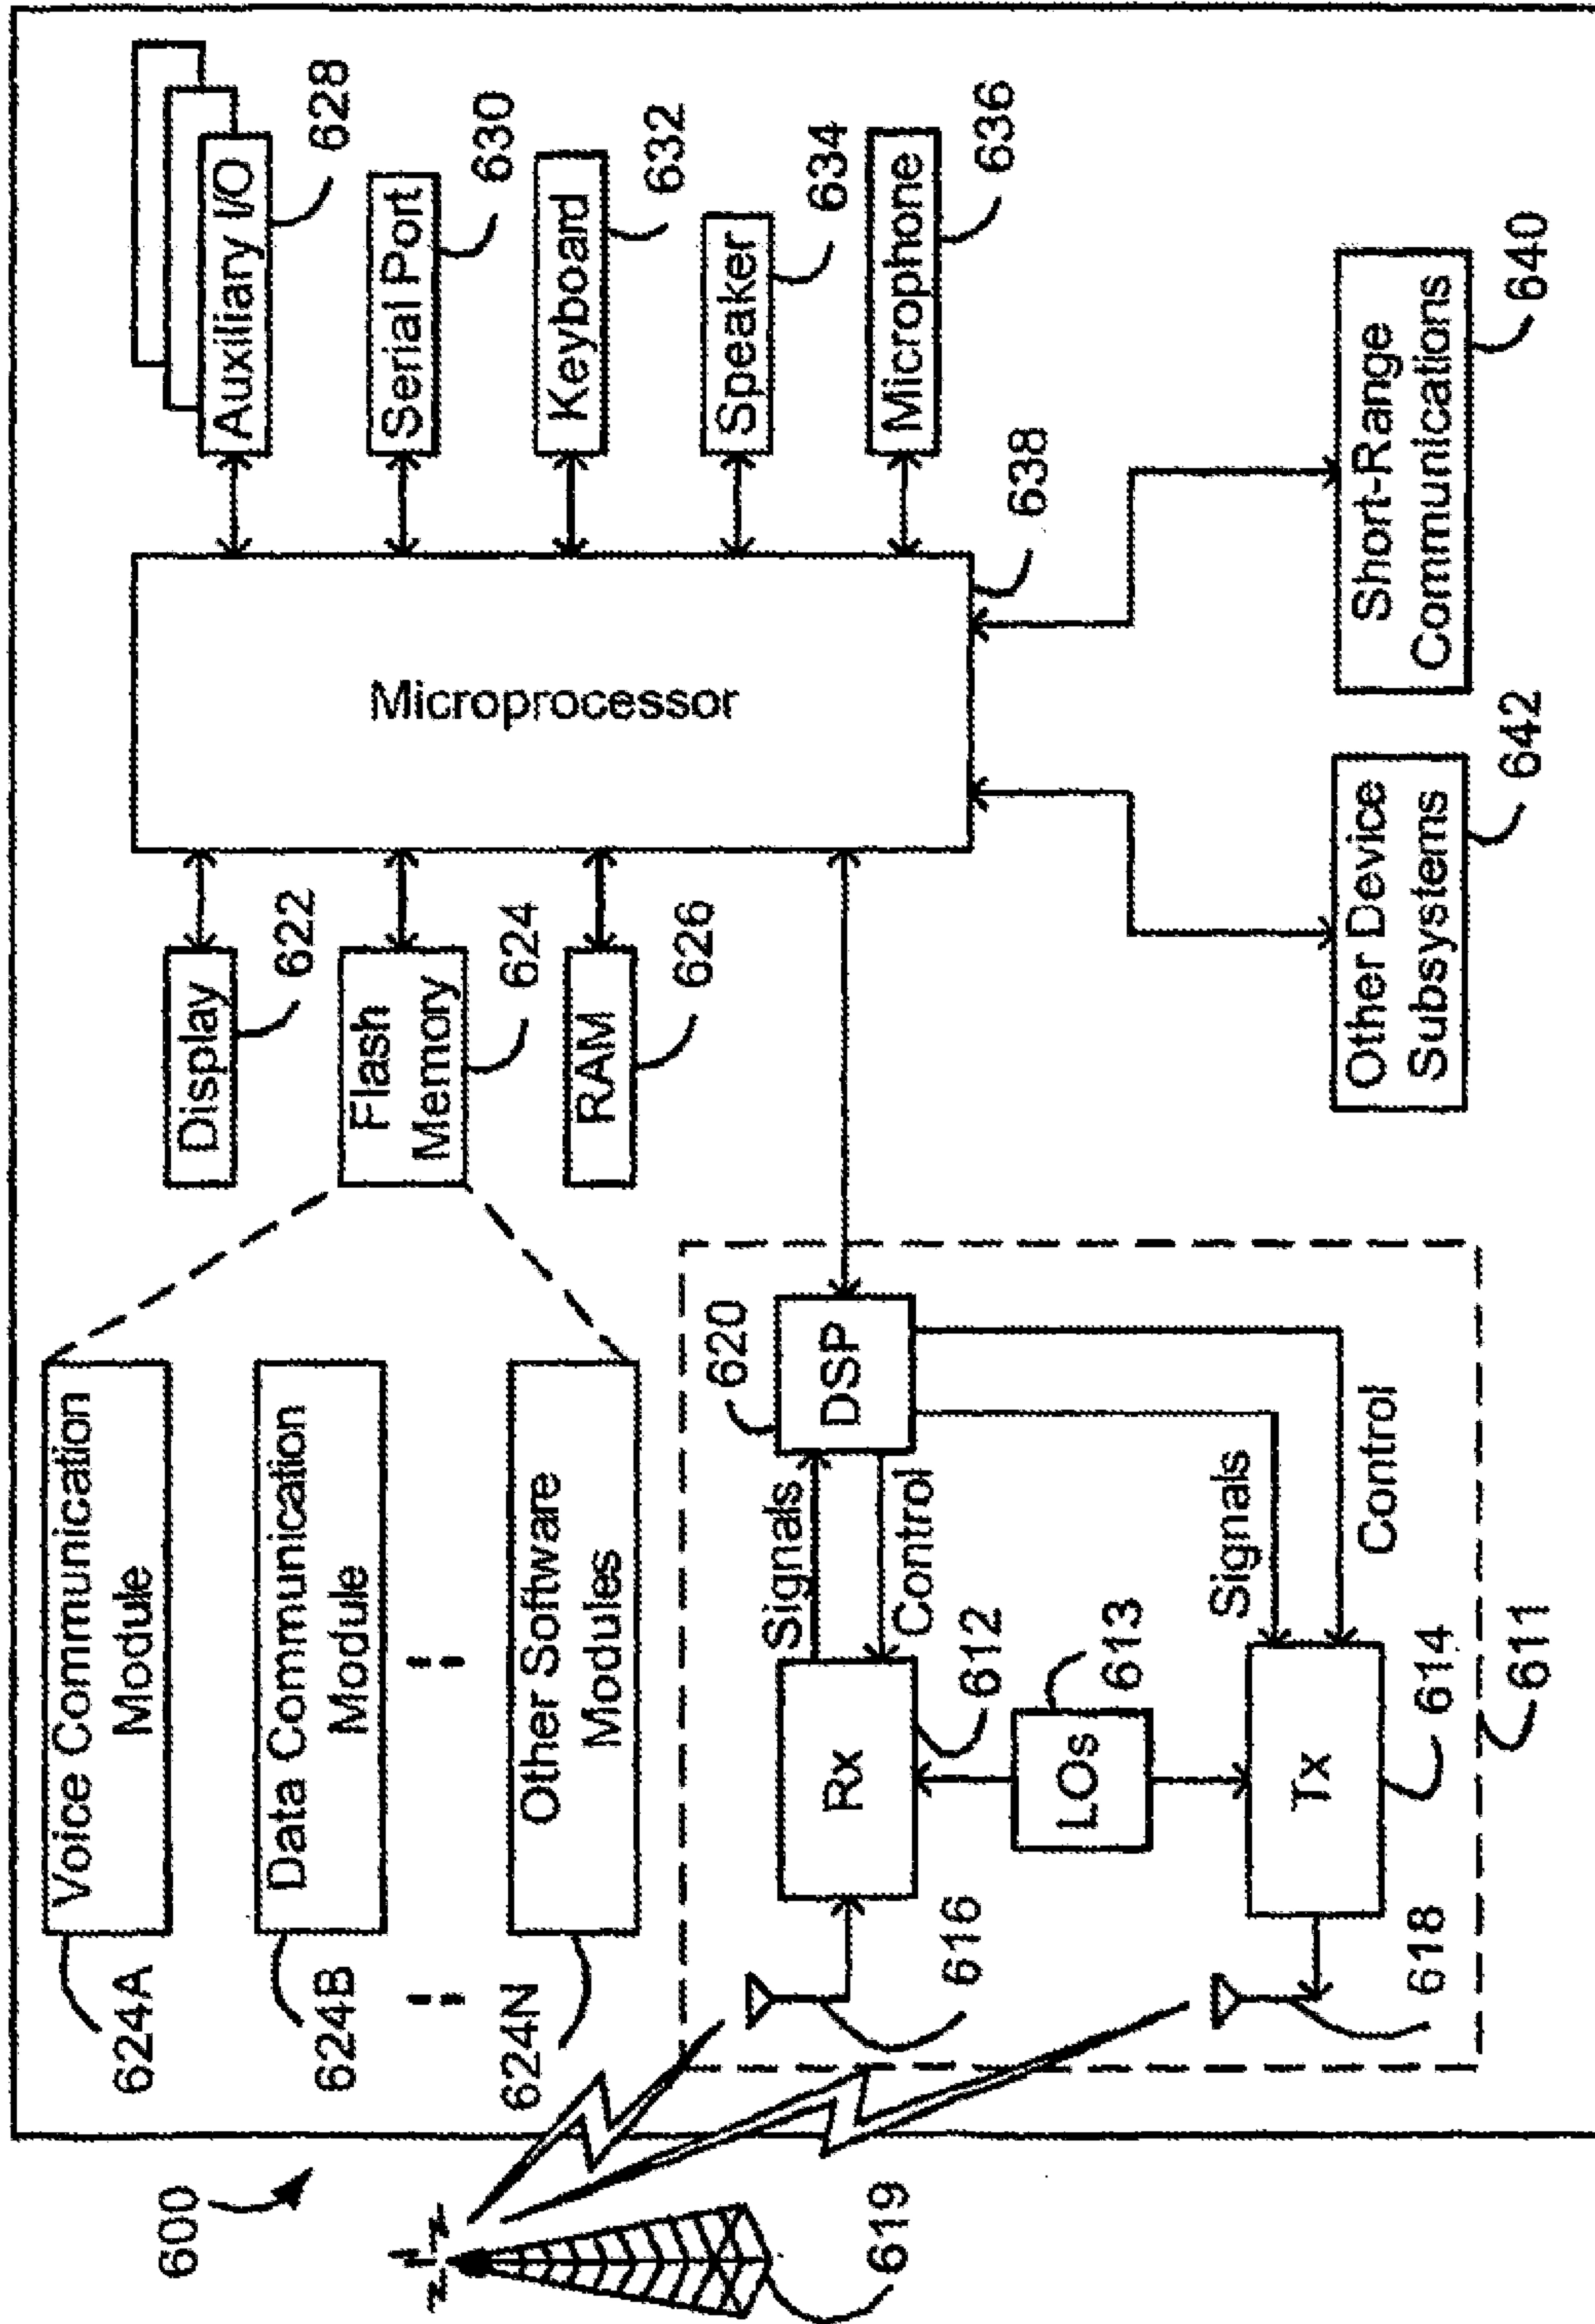 600
619
624A
Voice Communication
Module
624B
Data Communication
Module
624N
Other Software
Modules
Display
622
Flash
Memory
624
RAM
626
Microprocessor
638
Auxiliary I/O
628
Serial Port
630
Keyboard
632
Speaker
634
Microphone
636
Short-Range
Communications
640
Other Device
Subsystems
642
620
DSP
Signals
Control
Rx
612
616
LOs
613
Signals
Control
Tx
614
618
611